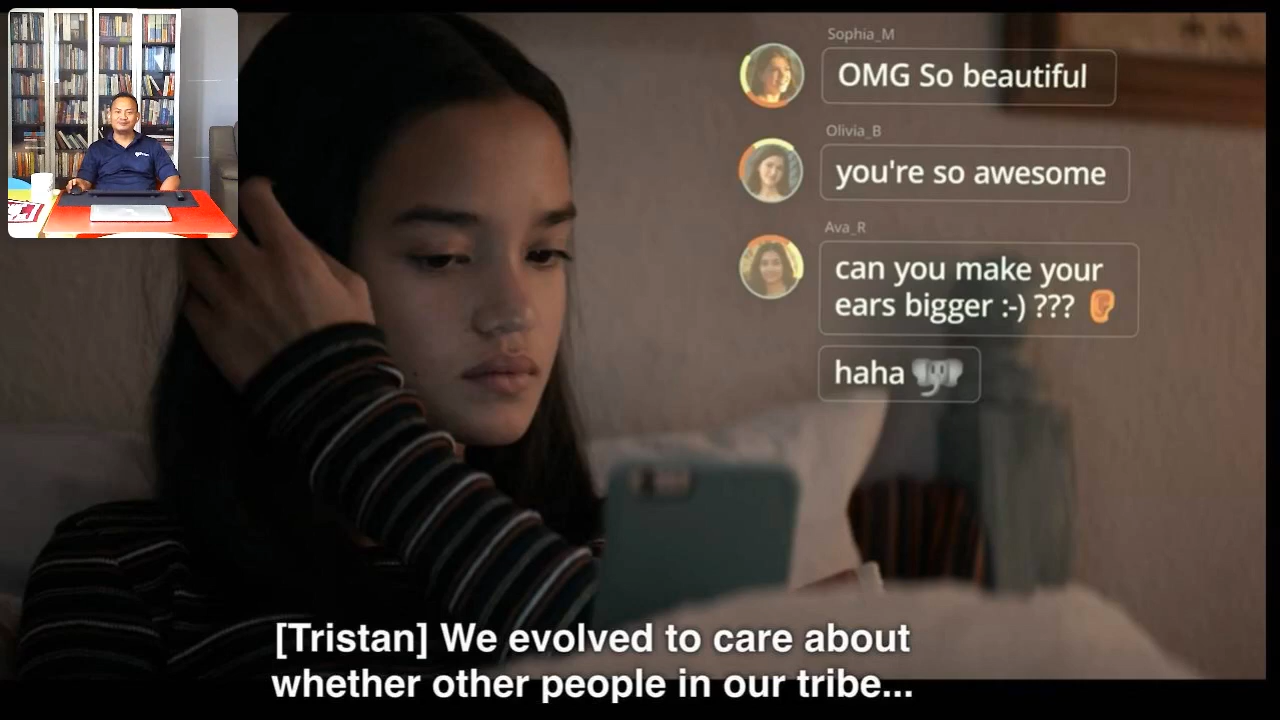 Sophia_M
OMG So beautiful
Olivia_B
you're so awesome
Ava_R
can you make your
ears bigger :-) ??? 👂
haha 🐘
[Tristan] We evolved to care about
whether other people in our tribe...